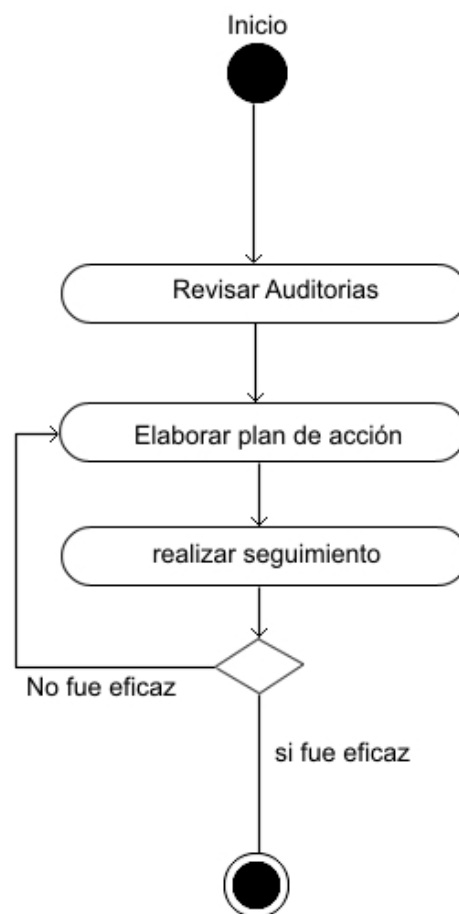 Inicio
Revisar Auditorias
Elaborar plan de acción
realizar seguimiento
No fue eficaz
si fue eficaz